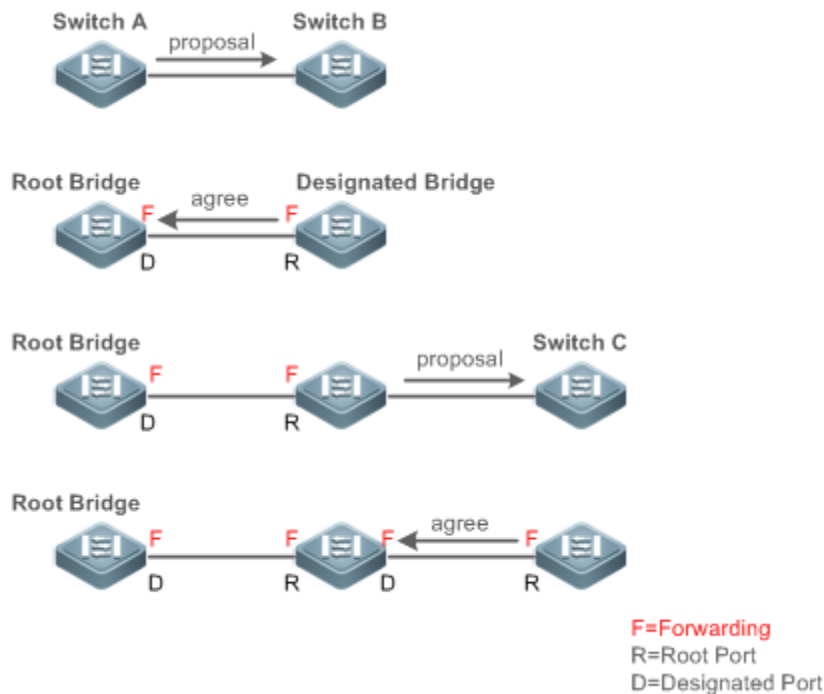 Switch A Switch B
proposal
Root Bridge Designated Bridge
agree
F F
D R
Root Bridge Switch C
proposal
F F
D R
Root Bridge
agree
F F F F
D R D R
F=Forwarding
R=Root Port
D=Designated Port